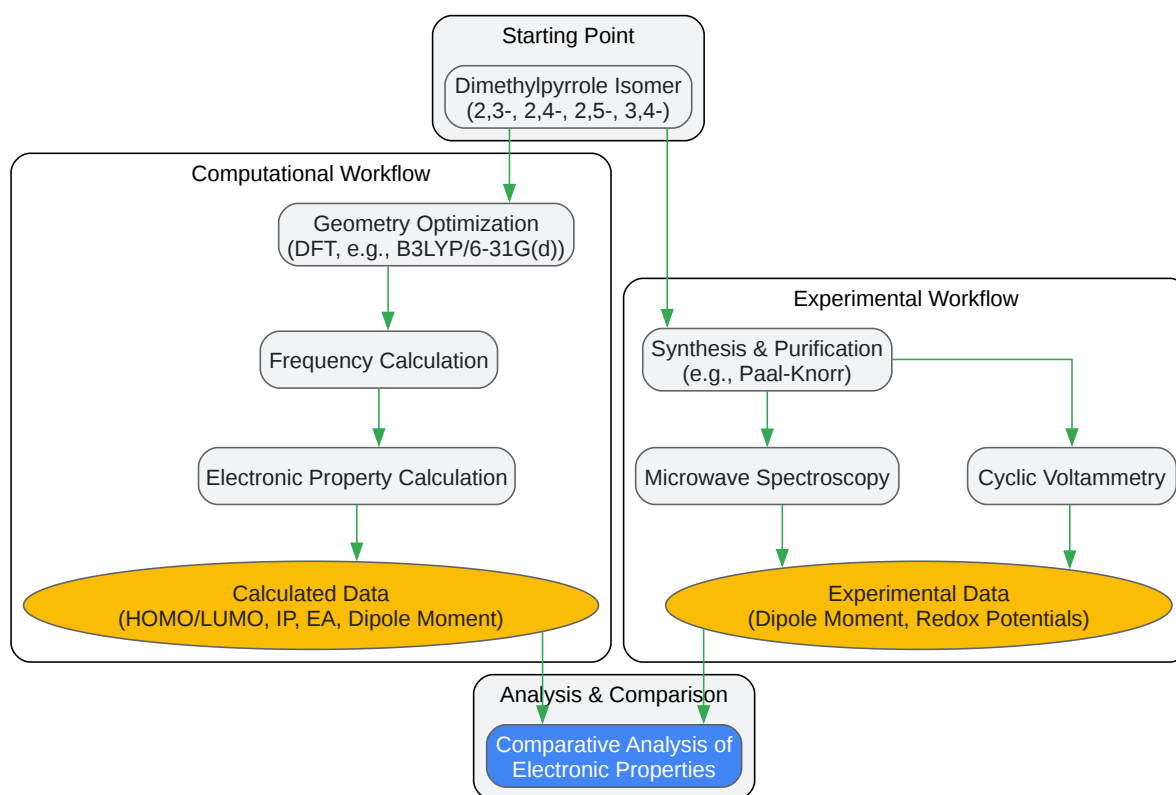 Starting Point
Dimethylpyrrole Isomer
(2,3-, 2,4-, 2,5-, 3,4-)
Computational Workflow
Geometry Optimization
(DFT, e.g., B3LYP/6-31G(d))
Frequency Calculation
Electronic Property Calculation
Calculated Data
(HOMO/LUMO, IP, EA, Dipole Moment)
Experimental Workflow
Synthesis & Purification
(e.g., Paal-Knorr)
Microwave Spectroscopy
Cyclic Voltammetry
Experimental Data
(Dipole Moment, Redox Potentials)
Analysis & Comparison
Comparative Analysis of
Electronic Properties